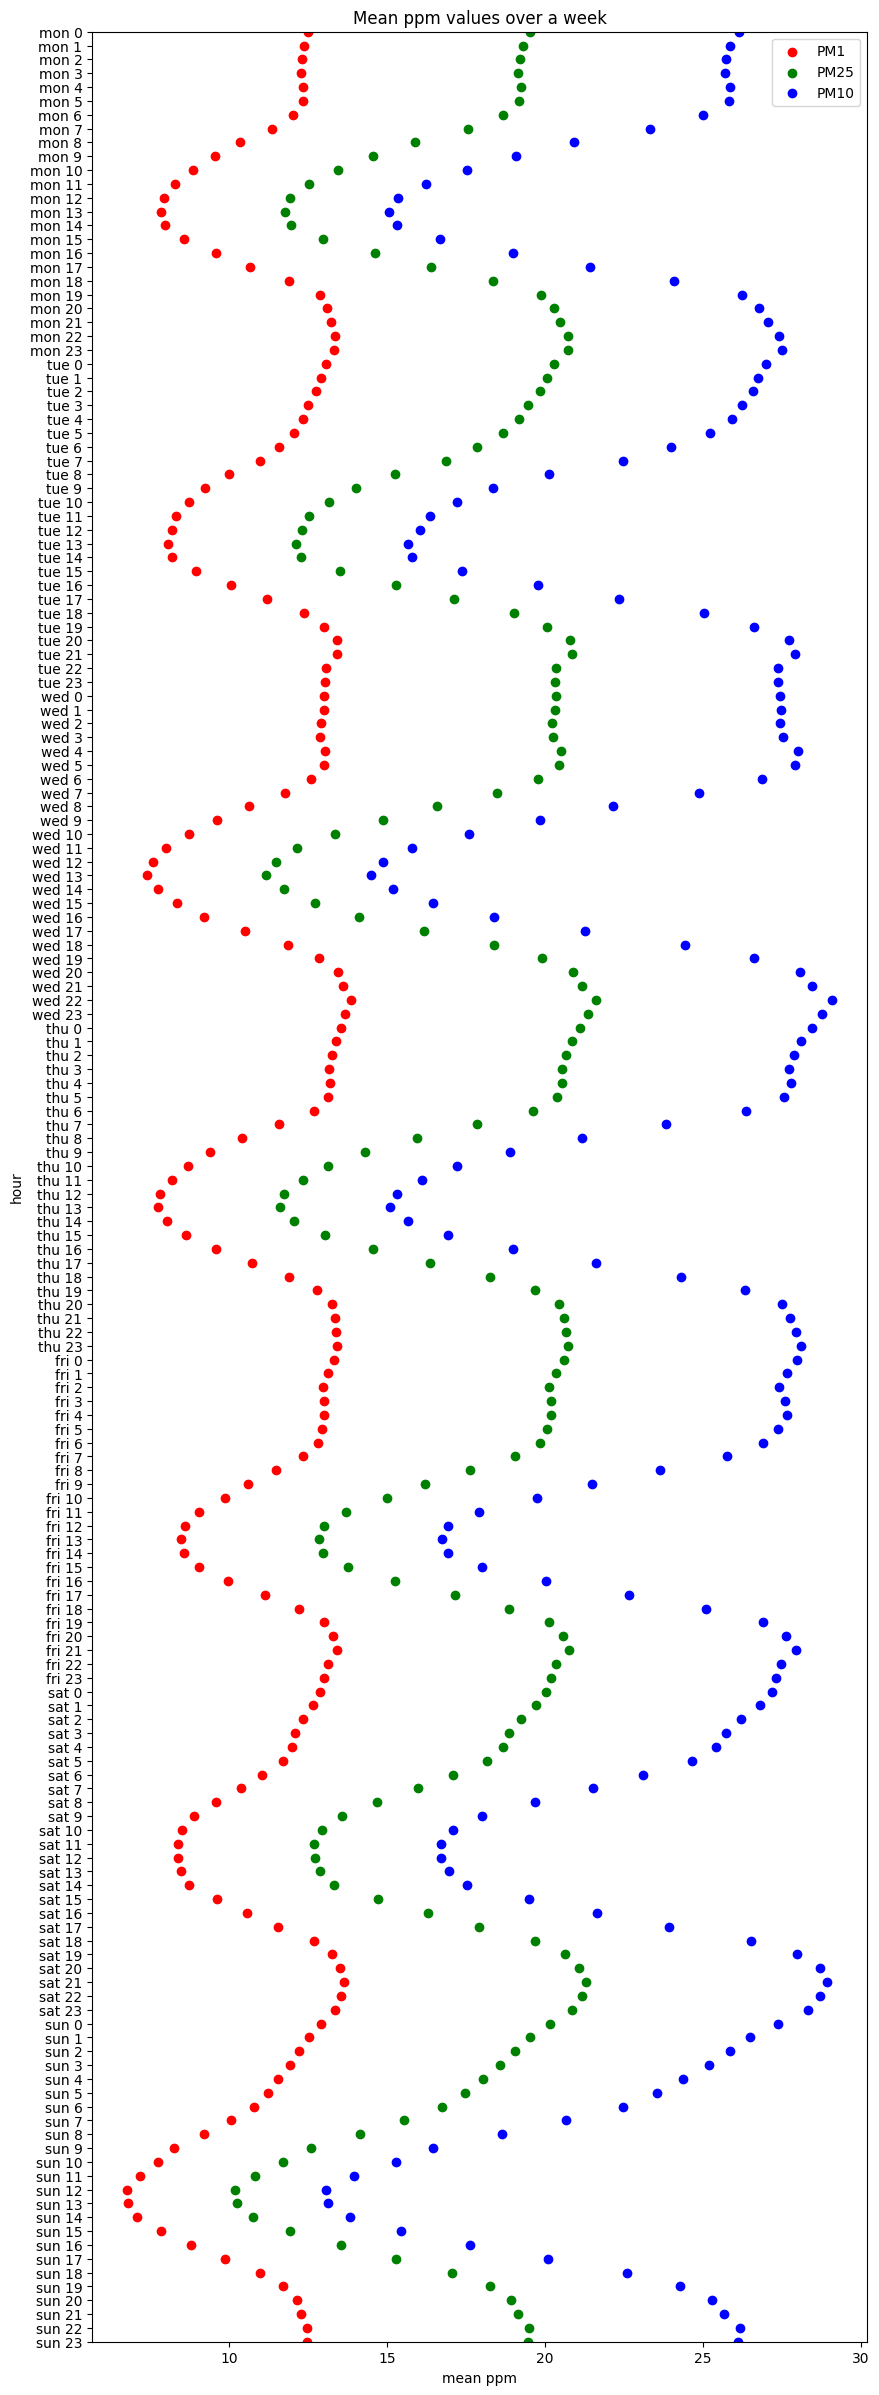 Mean ppm values over a week
PM1
PM25
PM10
mon 0
mon 1
mon 2
mon 3
mon 4
mon 5
mon 6
mon 7
mon 8
mon 9
mon 10
mon 11
mon 12
mon 13
mon 14
mon 15
mon 16
mon 17
mon 18
mon 19
mon 20
mon 21
mon 22
mon 23
tue 0
tue 1
tue 2
tue 3
tue 4
tue 5
tue 6
tue 7
tue 8
tue 9
tue 10
tue 11
tue 12
tue 13
tue 14
tue 15
tue 16
tue 17
tue 18
tue 19
tue 20
tue 21
tue 22
tue 23
wed 0
wed 1
wed 2
wed 3
wed 4
wed 5
wed 6
wed 7
wed 8
wed 9
wed 10
wed 11
wed 12
wed 13
wed 14
wed 15
wed 16
wed 17
wed 18
wed 19
wed 20
wed 21
wed 22
wed 23
thu 0
thu 1
thu 2
thu 3
thu 4
thu 5
thu 6
thu 7
thu 8
thu 9
thu 10
thu 11
thu 12
thu 13
thu 14
thu 15
thu 16
thu 17
thu 18
thu 19
thu 20
thu 21
thu 22
thu 23
fri 0
fri 1
fri 2
fri 3
fri 4
fri 5
fri 6
fri 7
fri 8
fri 9
fri 10
fri 11
fri 12
fri 13
fri 14
fri 15
fri 16
fri 17
fri 18
fri 19
fri 20
fri 21
fri 22
fri 23
sat 0
sat 1
sat 2
sat 3
sat 4
sat 5
sat 6
sat 7
sat 8
sat 9
sat 10
sat 11
sat 12
sat 13
sat 14
sat 15
sat 16
sat 17
sat 18
sat 19
sat 20
sat 21
sat 22
sat 23
sun 0
sun 1
sun 2
sun 3
sun 4
sun 5
sun 6
sun 7
sun 8
sun 9
sun 10
sun 11
sun 12
sun 13
sun 14
sun 15
sun 16
sun 17
sun 18
sun 19
sun 20
sun 21
sun 22
sun 23
hour
10 15 20 25 30
mean ppm